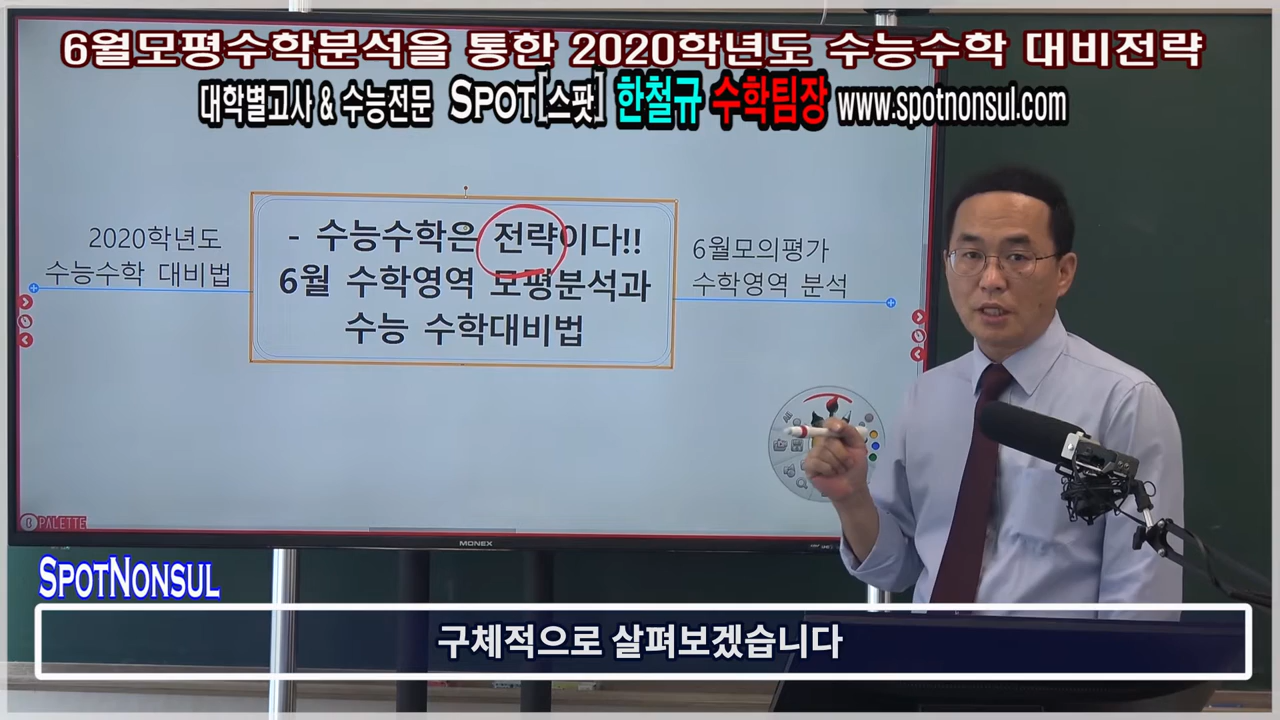 6월모평수학분석을 통한 2020학년도 수능수학 대비전략
대학별고사 & 수능전문 SPOT[스팟] 한철규 수학팀장 www.spotnonsul.com
2020학년도
수능수학 대비법
- 수능수학은 전략이다!!
6월 수학영역 모평분석과
수능 수학대비법
6월모의평가
수학영역 분석
PALETTE
MONEX
SPOTNONSUL
구체적으로 살펴보겠습니다